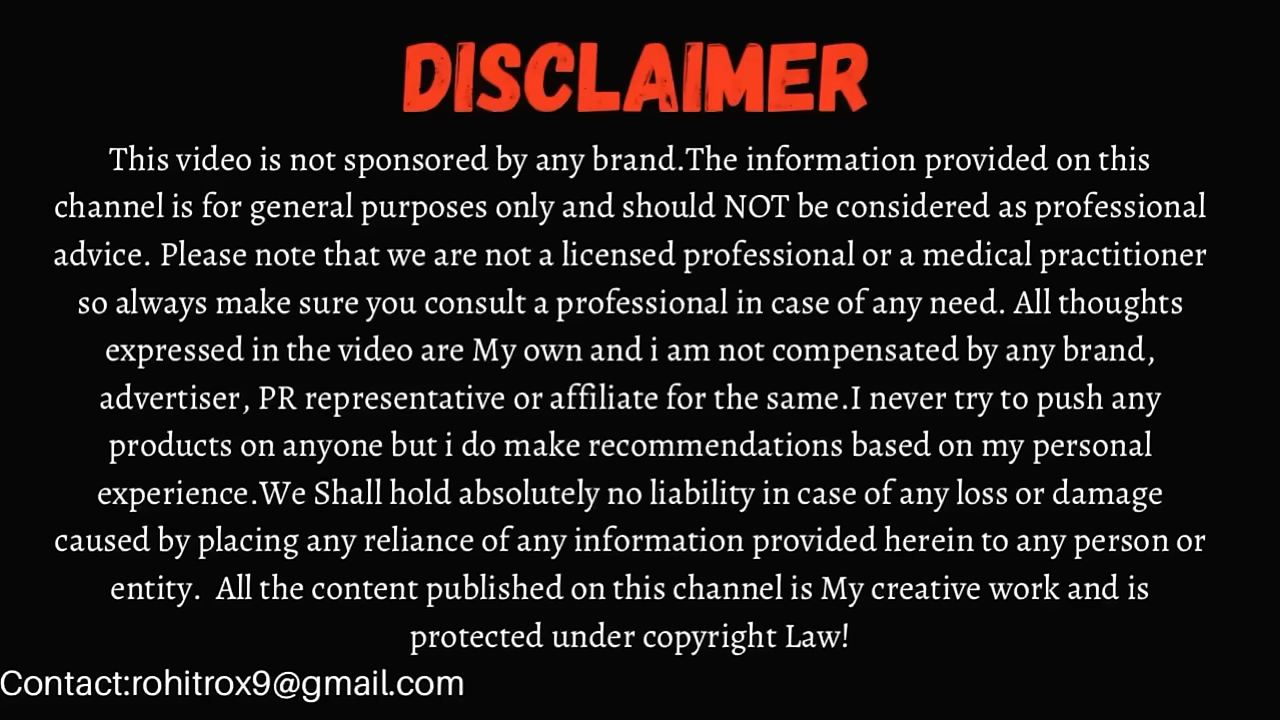 DISCLAIMER
This video is not sponsored by any brand.The information provided on this
channel is for general purposes only and should NOT be considered as professional
advice. Please note that we are not a licensed professional or a medical practitioner
so always make sure you consult a professional in case of any need. All thoughts
expressed in the video are My own and i am not compensated by any brand,
advertiser, PR representative or affiliate for the same.I never try to push any
products on anyone but i do make recommendations based on my personal
experience.We Shall hold absolutely no liability in case of any loss or damage
caused by placing any reliance of any information provided herein to any person or
entity.  All the content published on this channel is My creative work and is
protected under copyright Law!
Contact:rohitrox9@gmail.com